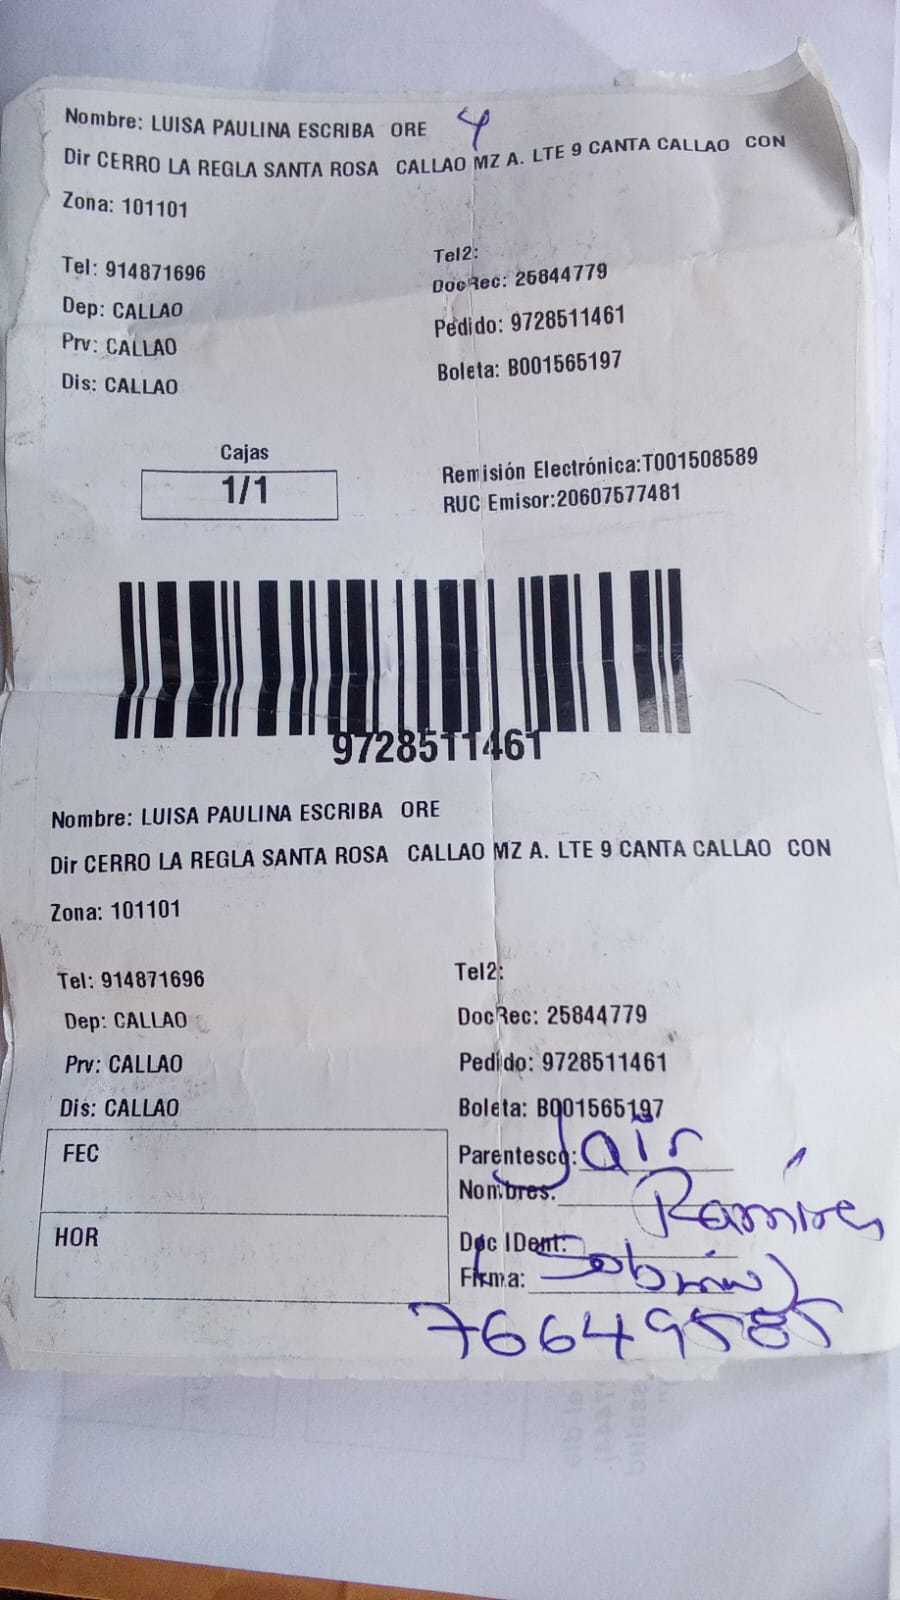 Nombre: LUISA PAULINA ESCRIBA ORE 4
Dir CERRO LA REGLA SANTA ROSA CALLAO MZ A. LTE 9 CANTA CALLAO CON
Zona: 101101
Tel: 914871696 Tel2:
DocRec: 25844779
Dep: CALLAO
Pedido: 9728511461
Prv: CALLAO
Boleta: B001565197
Dis: CALLAO
Cajas
1/1
Remisión Electrónica:T001508589
RUC Emisor:20607577481
9728511461
Nombre: LUISA PAULINA ESCRIBA ORE
Dir CERRO LA REGLA SANTA ROSA CALLAO MZ A. LTE 9 CANTA CALLAO CON
Zona: 101101
Tel: 914871696 Tel2:
Dep: CALLAO DocRec: 25844779
Prv: CALLAO Pedido: 9728511461
Dis: CALLAO Boleta: B001565197
FEC Parentesco: Jair
Nombres: Ramírez
HOR Doc IDent:
Firma: (Sobrino)